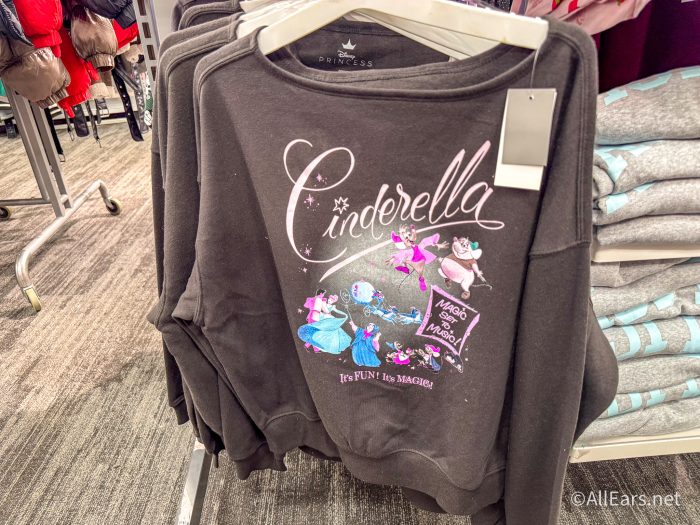 Disney
PRINCESS
Cinderella
MAGIC
SET
TO
MUSIC!
It's FUN! It's MAGIC!
©AllEars.net